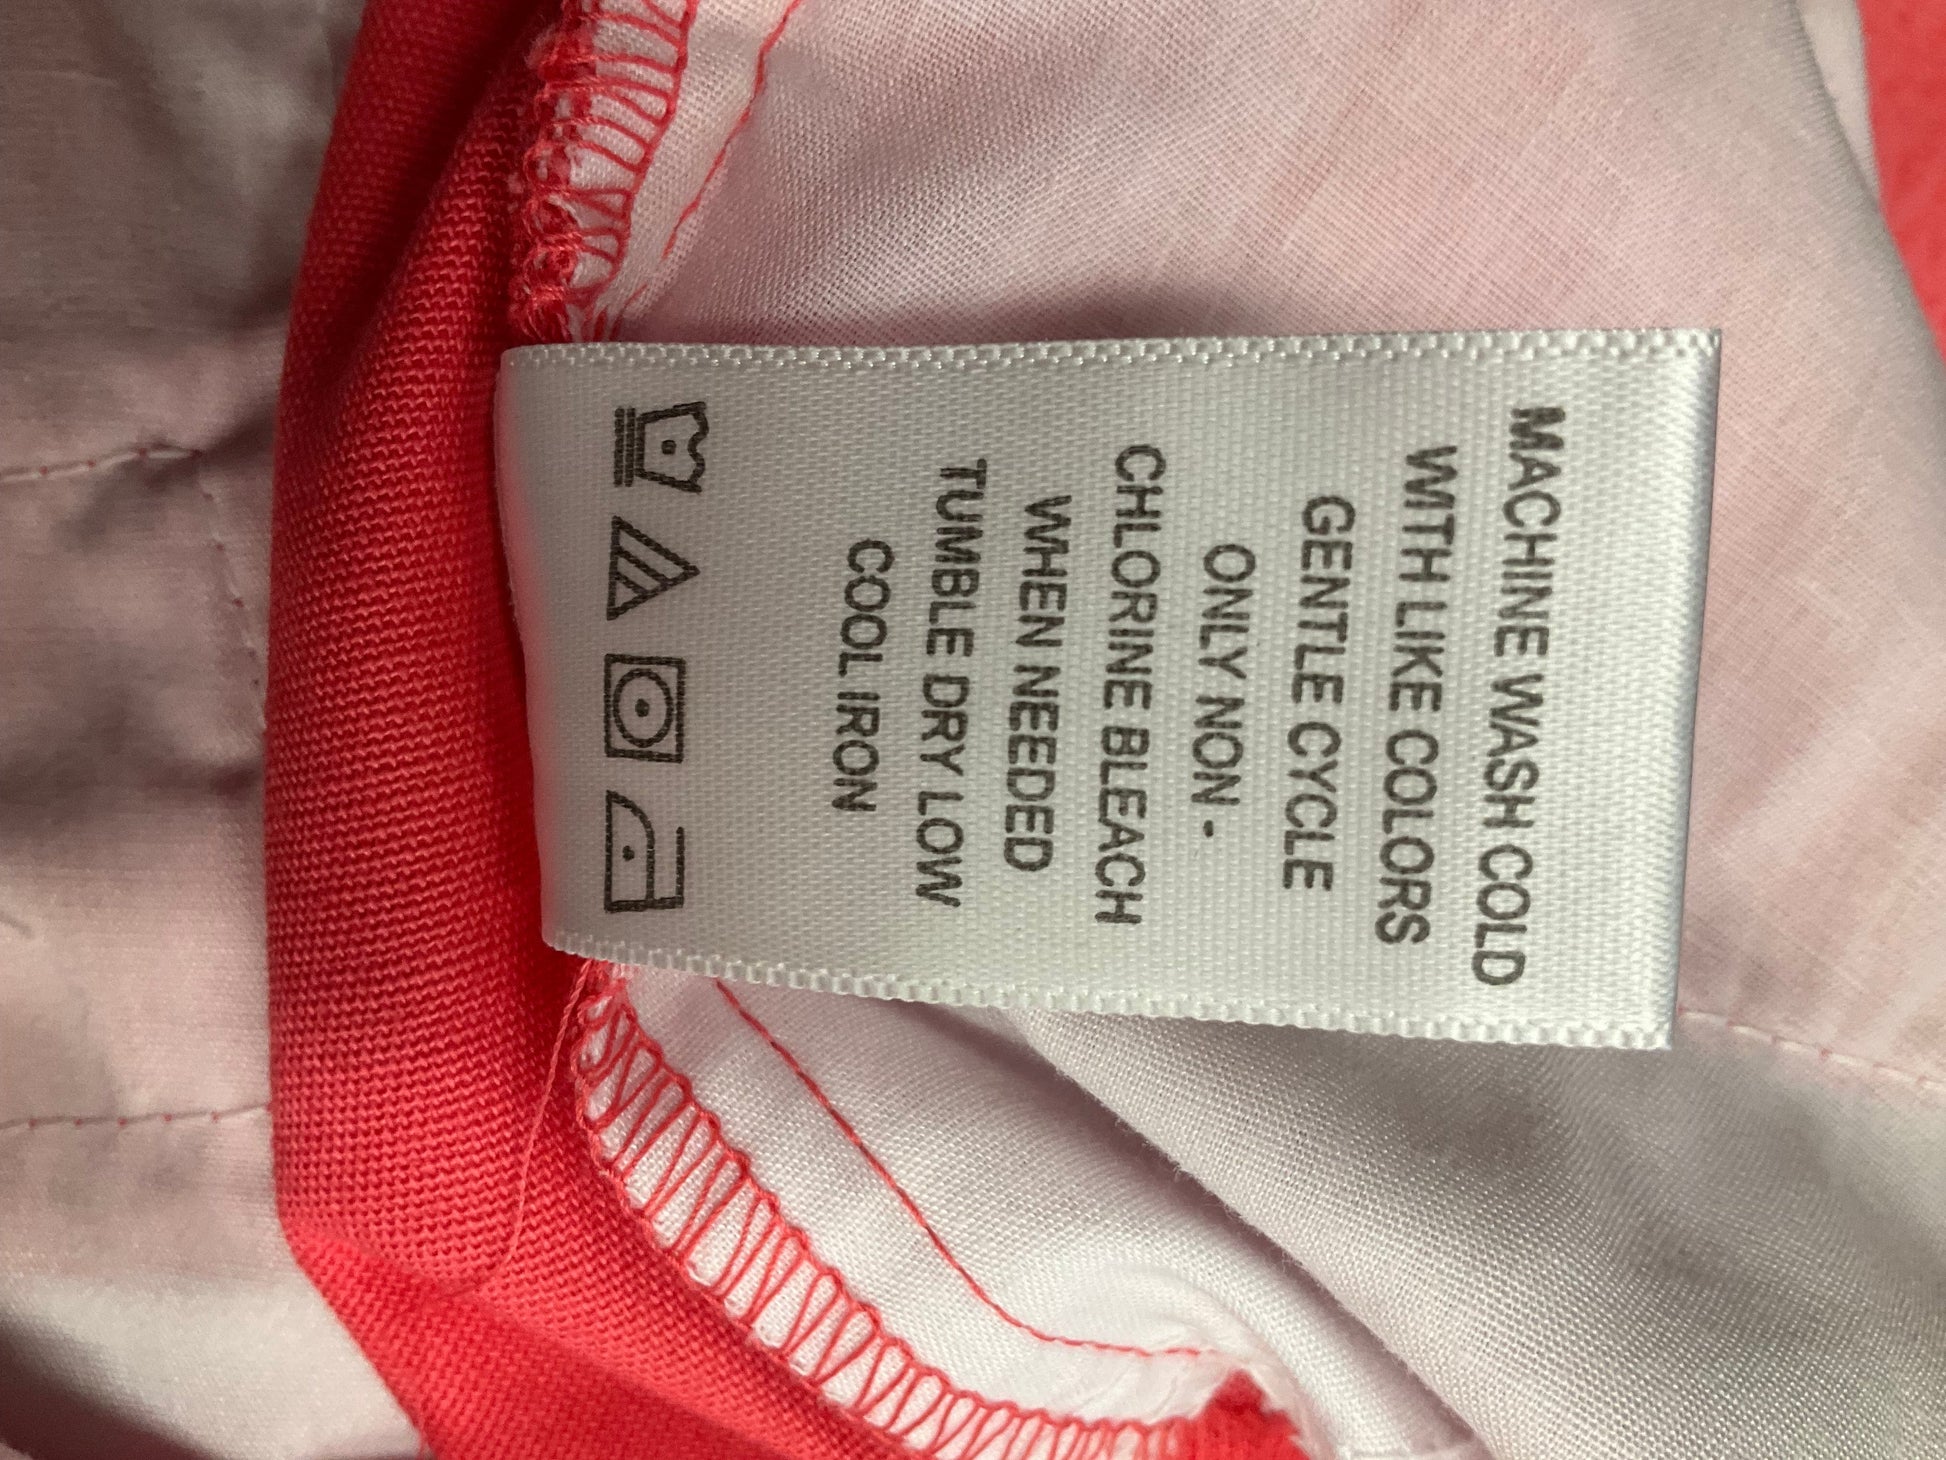 MACHINE WASH COLD
WITH LIKE COLORS
GENTLE CYCLE
ONLY NON -
CHLORINE BLEACH
WHEN NEEDED
TUMBLE DRY LOW
COOL IRON